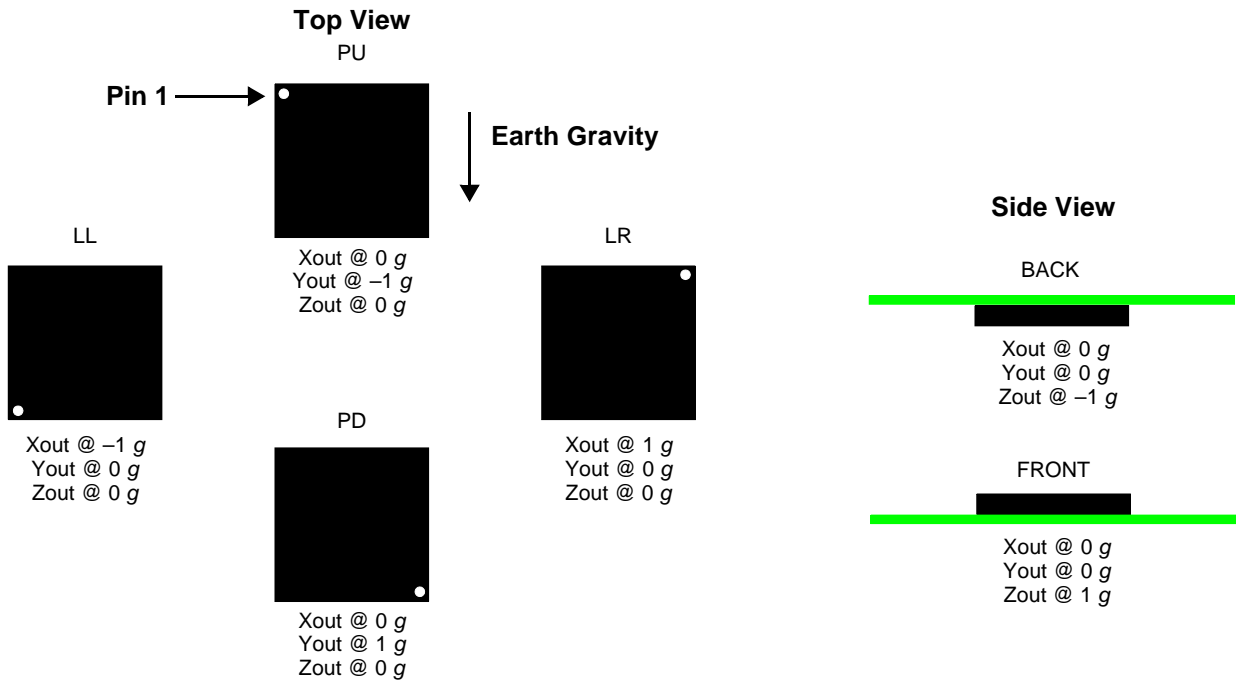 Top View
PU
Pin 1
Earth Gravity
Xout @ 0 g
Yout @ –1 g
Zout @ 0 g
LL
Xout @ –1 g
Yout @ 0 g
Zout @ 0 g
LR
Xout @ 1 g
Yout @ 0 g
Zout @ 0 g
PD
Xout @ 0 g
Yout @ 1 g
Zout @ 0 g
Side View
BACK
Xout @ 0 g
Yout @ 0 g
Zout @ –1 g
FRONT
Xout @ 0 g
Yout @ 0 g
Zout @ 1 g